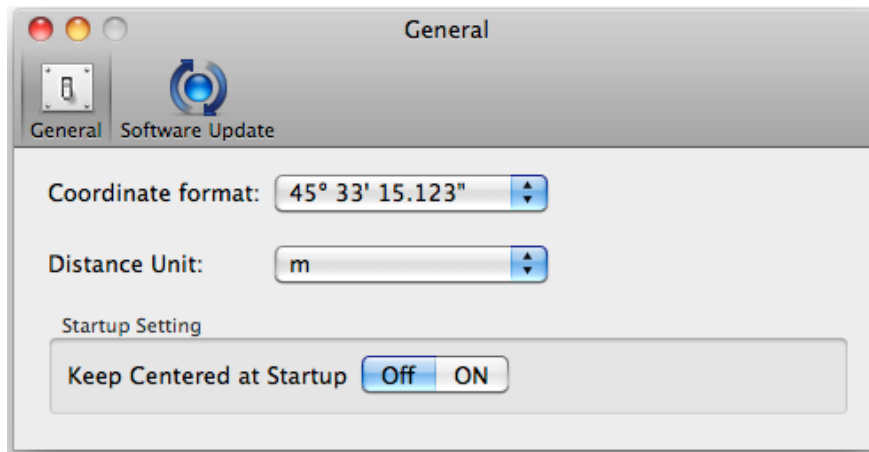 General
General Software Update
Coordinate format: 45° 33' 15.123"
Distance Unit: m
Startup Setting
Keep Centered at Startup Off ON